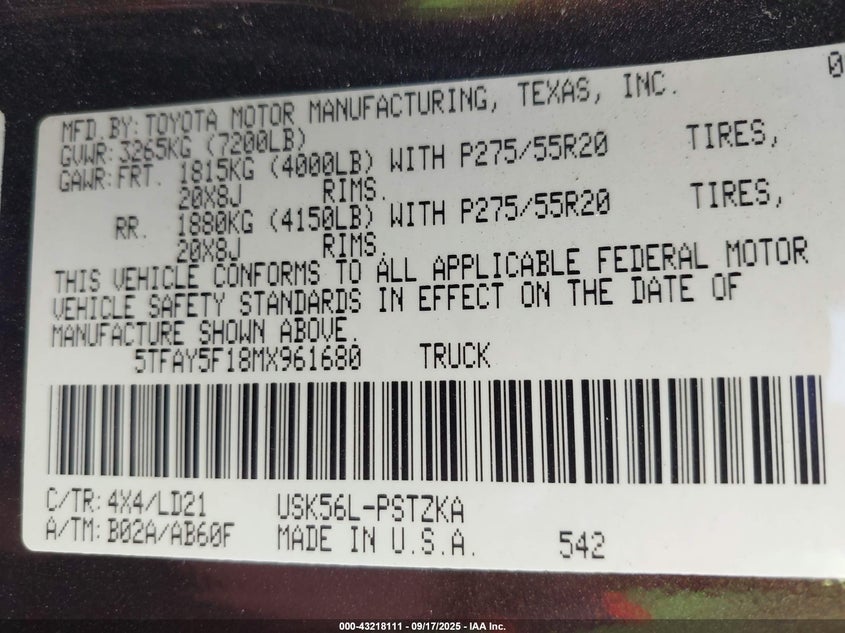 MFD.BY:TOYOTA MOTOR MANUFACTURING, TEXAS, INC. 0
GVWR:3265KG (7200LB)
GAWR:FRT. 1815KG (4000LB) WITH P275/55R20 TIRES,
20X8J RIMS.
RR. 1880KG (4150LB) WITH P275/55R20 TIRES,
20X8J RIMS.
THIS VEHICLE CONFORMS TO ALL APPLICABLE FEDERAL MOTOR
VEHICLE SAFETY STANDARDS IN EFFECT ON THE DATE OF
MANUFACTURE SHOWN ABOVE.
5TFAY5F18MX961680 TRUCK
C/TR:4X4/LD21 USK56L-PSTZKA
A/TM:B02A/AB60F MADE IN U.S.A. 542
000-43218111 - 09/17/2025 - IAA Inc.